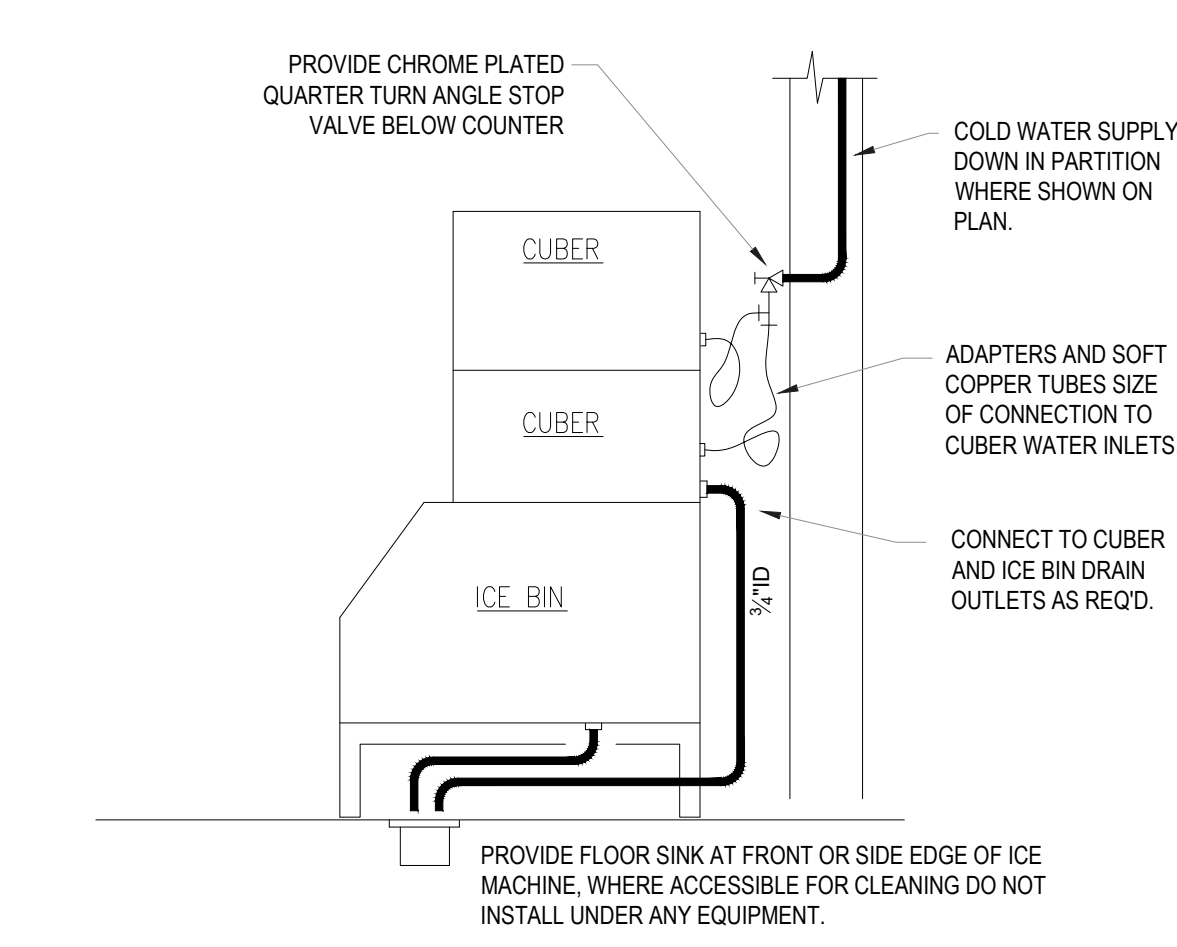 PROVIDE CHROME PLATED
QUARTER TURN ANGLE STOP
VALVE BELOW COUNTER
COLD WATER SUPPLY
DOWN IN PARTITION
WHERE SHOWN ON
PLAN.
CUBER
ADAPTERS AND SOFT
COPPER TUBES SIZE
OF CONNECTION TO
CUBER WATER INLETS
CUBER
CONNECT TO CUBER
AND ICE BIN DRAIN
OUTLETS AS REQ'D.
ICE BIN
¾"ID
PROVIDE FLOOR SINK AT FRONT OR SIDE EDGE OF ICE
MACHINE, WHERE ACCESSIBLE FOR CLEANING DO NOT
INSTALL UNDER ANY EQUIPMENT.